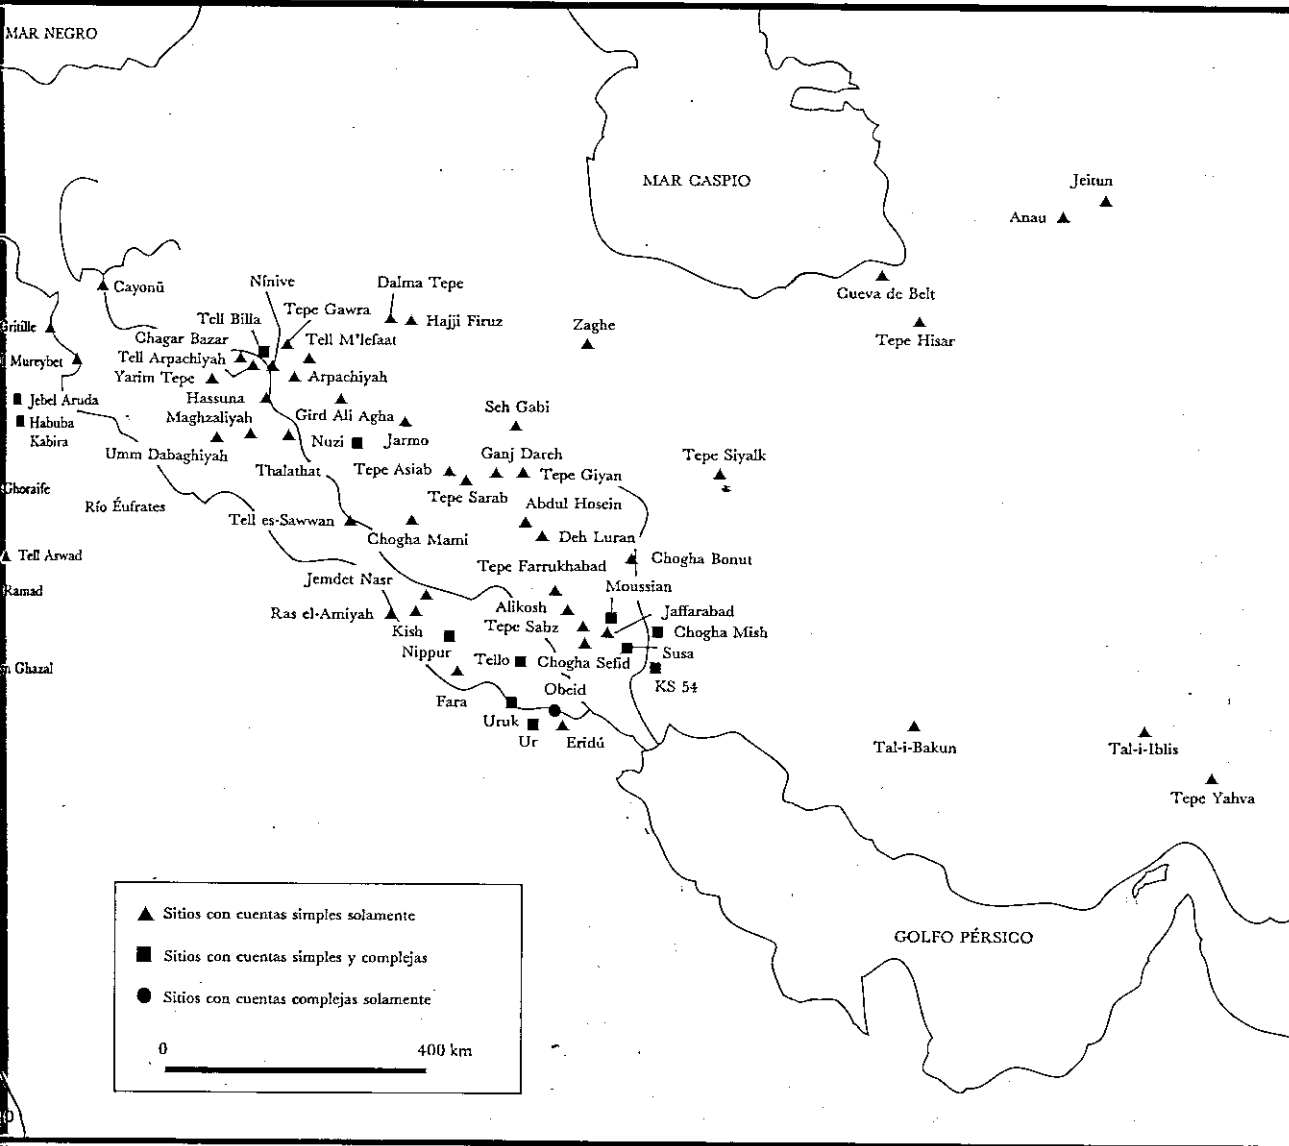 MAR NEGRO
MAR CASPIO
Jeitun
Anau
Cueva de Belt
Tepe Hisar
Cayonü
Nínive
Dalma Tepe
Tepe Gawra
Hajji Firuz
Zaghe
Tell Billa
Gritille
Chagar Bazar
Tell M'lefaat
Tell Arpachiyah
Mureybet
Yarim Tepe
Arpachiyah
Jebel Aruda
Hassuna
Habuba
Kabira
Maghzaliyah
Gird Ali Agha
Seh Gabi
Nuzi
Jarmo
Umm Dabaghiyah
Ganj Dareh
Tepe Siyalk
Thalathat
Tepe Asiab
Tepe Giyan
Ghoraife
Tepe Sarab
Río Éufrates
Abdul Hosein
Tell es-Sawwan
Chogha Mami
Deh Luran
Tell Aswad
Chogha Bonut
Tepe Farrukhabad
Jemdet Nasr
Moussian
Ramad
Ras el-Amiyah
Alikosh
Jaffarabad
Kish
Tepe Sabz
Chogha Mish
Nippur
Susa
n Ghazal
Tello
Chogha Sefid
KS 54
Obeid
Fara
Uruk
Ur
Eridú
Tal-i-Bakun
Tal-i-Iblis
Tepe Yahya
GOLFO PÉRSICO
Sitios con cuentas simples solamente
Sitios con cuentas simples y complejas
Sitios con cuentas complejas solamente
0
400 km